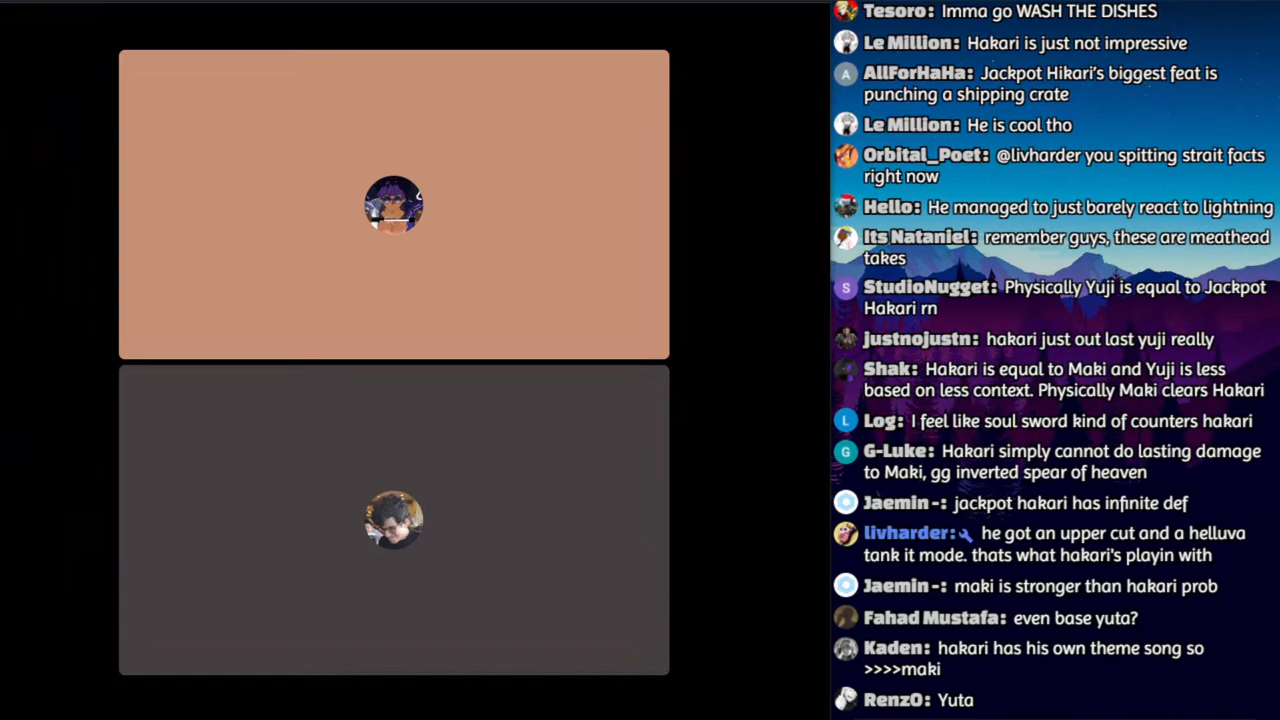 Tesoro: Imma go WASH THE DISHES
Le Million: Hakari is just not impressive
A AllForHaHa: Jackpot Hikari's biggest feat is
punching a shipping crate
Le Million: He is cool tho
Orbital_Poet: @livharder you spitting strait facts
right now
Hello: He managed to just barely react to lightning
Its Nataniel: remember guys, these are meathead
takes
S StudioNugget: Physically Yuji is equal to Jackpot
Hakari rn
justnojustn: hakari just out last yuji really
Shak: Hakari is equal to Maki and Yuji is less
based on less context. Physically Maki clears Hakari
L Log: I feel like soul sword kind of counters hakari
G G-Luke: Hakari simply cannot do lasting damage
to Maki, gg inverted spear of heaven
Jaemin -: jackpot hakari has infinite def
livharder: he got an upper cut and a helluva
tank it mode. thats what hakari's playin with
Jaemin -: maki is stronger than hakari prob
Fahad Mustafa: even base yuta?
Kaden: hakari has his own theme song so
>>>>maki
RenzO: Yuta